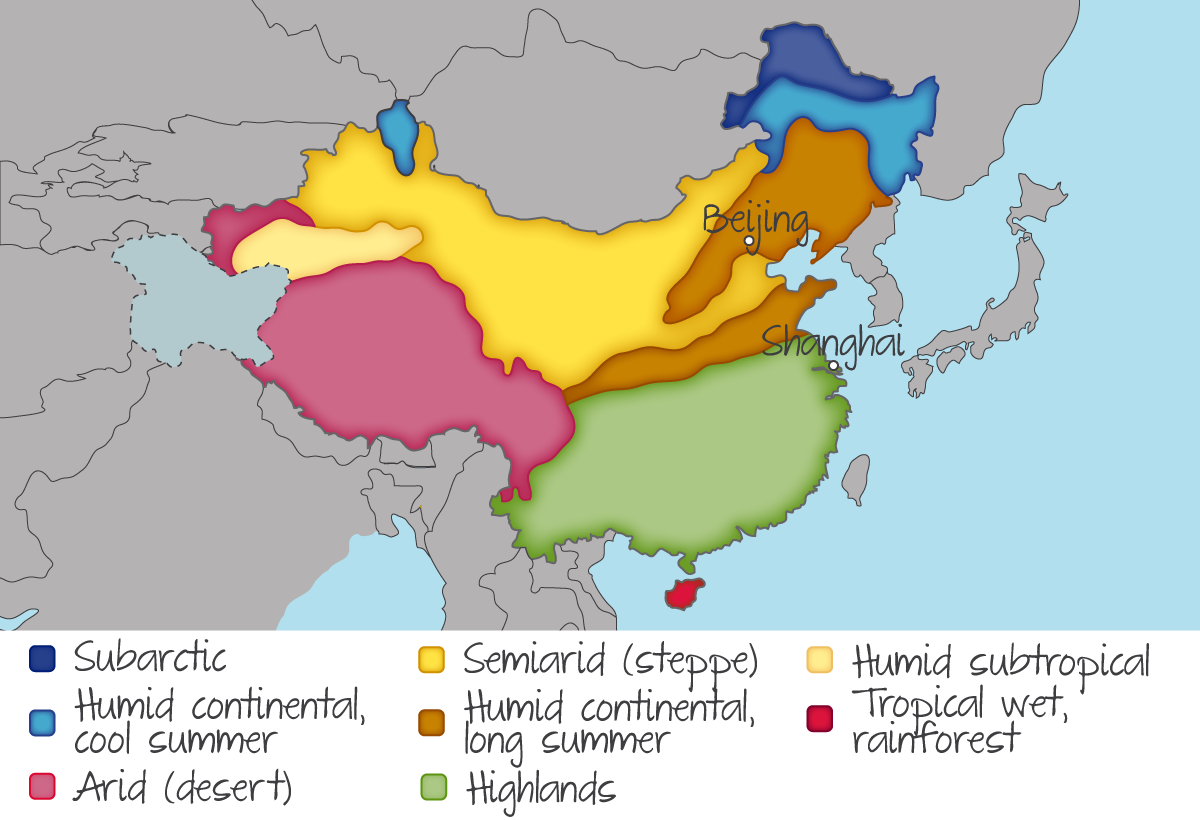 Beijing
Shanghai
Subarctic
Humid continental,
cool summer
Arid (desert)
Semiarid (steppe)
Humid continental,
long summer
Highlands
Humid subtropical
Tropical wet,
rainforest